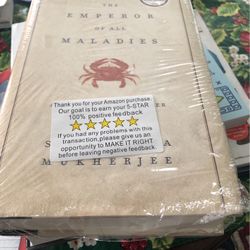 THE
EMPEROR
OF ALL
MALADIES
Thank you for your Amazon purchase.
Our goal is to earn your 5-STAR
100% positive feedback
If you had any problems with this
transaction,please give us an
opportunity to MAKE IT RIGHT
before leaving negative feedback.
MUKHERJEE